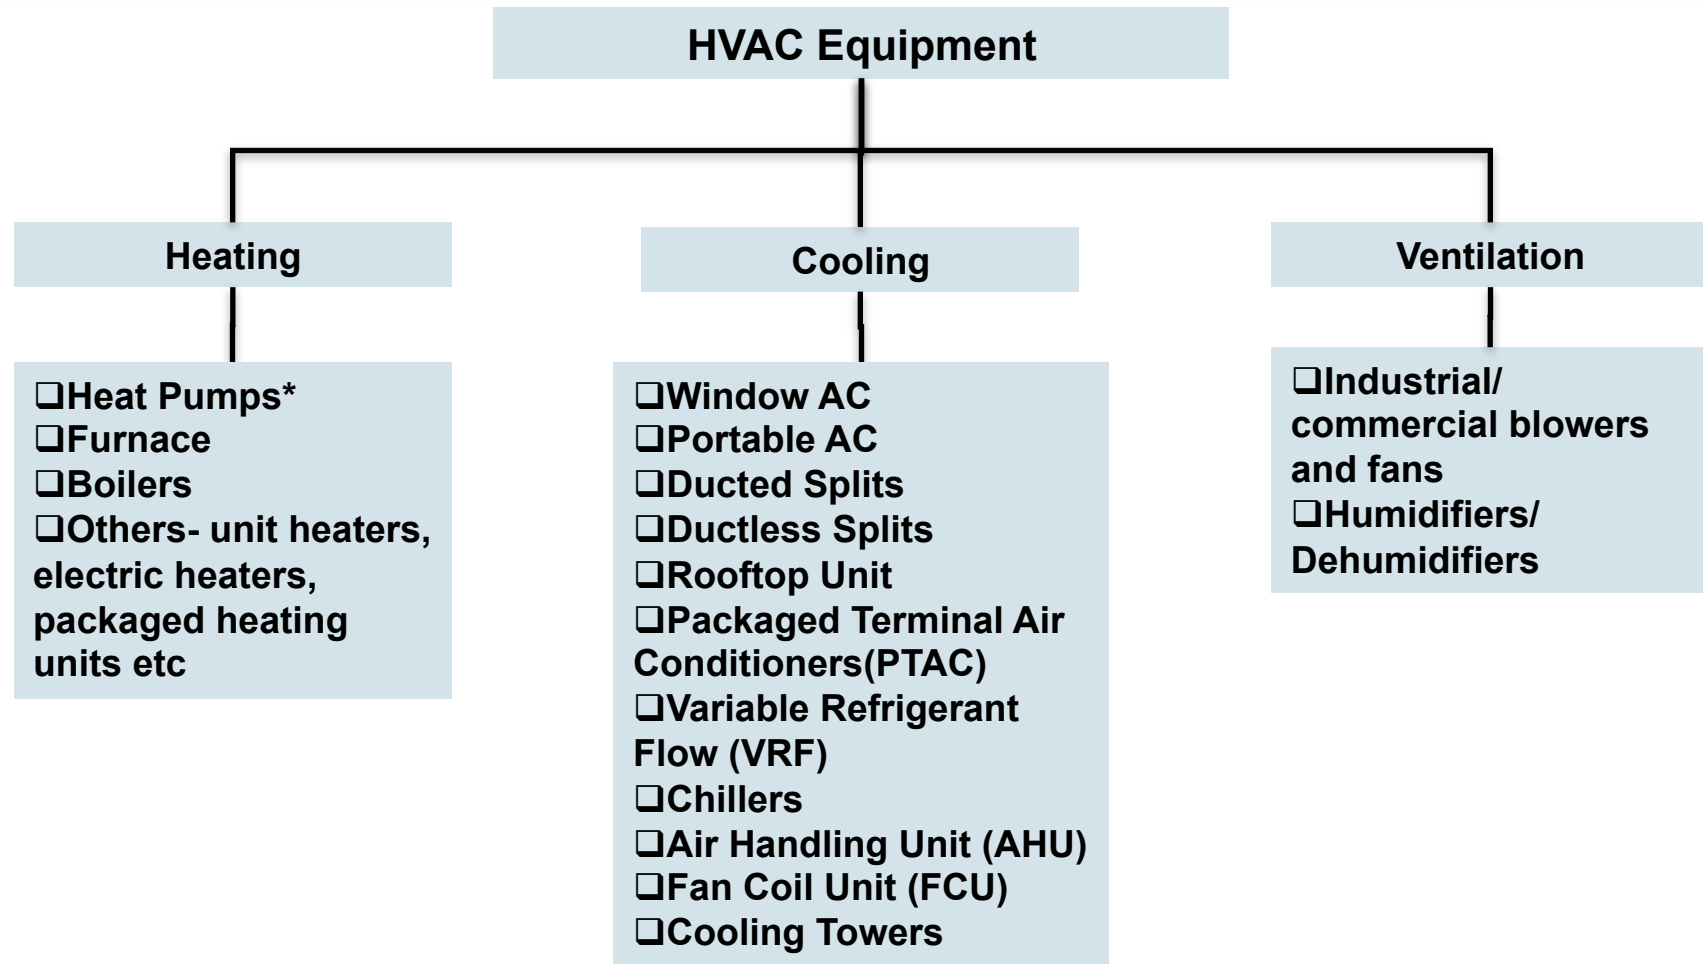 HVAC Equipment
Heating
Cooling
Ventilation
❑Heat Pumps*
❑Furnace
❑Boilers
❑Others- unit heaters,
electric heaters,
packaged heating
units etc
❑Window AC
❑Portable AC
❑Ducted Splits
❑Ductless Splits
❑Rooftop Unit
❑Packaged Terminal Air
Conditioners(PTAC)
❑Variable Refrigerant
Flow (VRF)
❑Chillers
❑Air Handling Unit (AHU)
❑Fan Coil Unit (FCU)
❑Cooling Towers
❑Industrial/
commercial blowers
and fans
❑Humidifiers/
Dehumidifiers